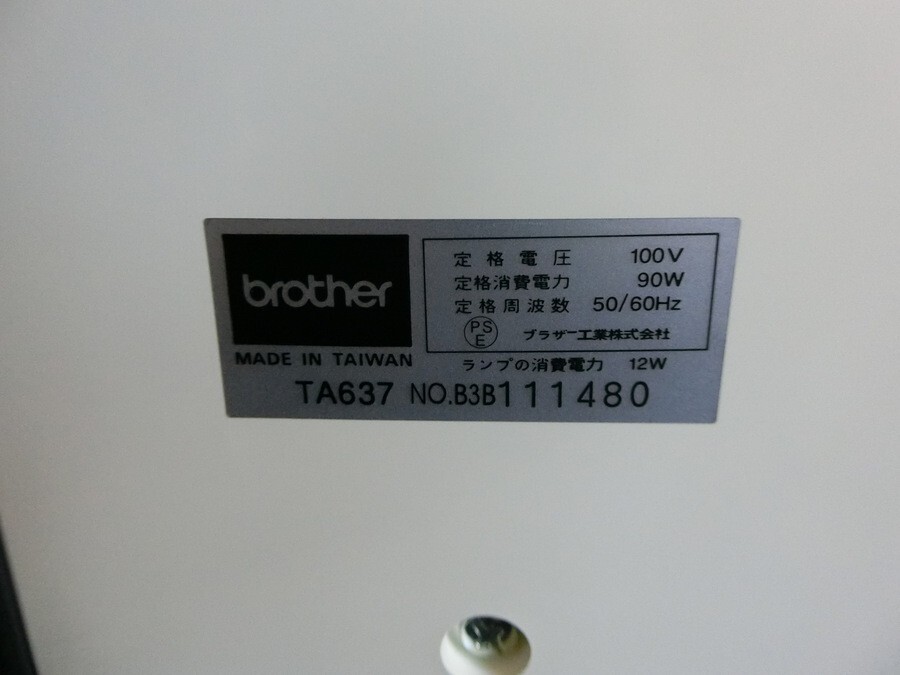 brother
MADE IN TAIWAN
定格電圧 100V
定格消費電力 90W
定格周波数 50/60Hz
PS
E
ブラザー工業株式会社
ランプの消費電力 12W
TA637 NO.B3B111480